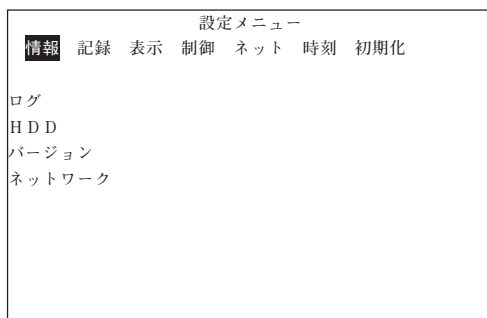 設定メニュー
情報 記録 表示 制御 ネット 時刻 初期化
ログ
ＨＤＤ
バージョン
ネットワーク